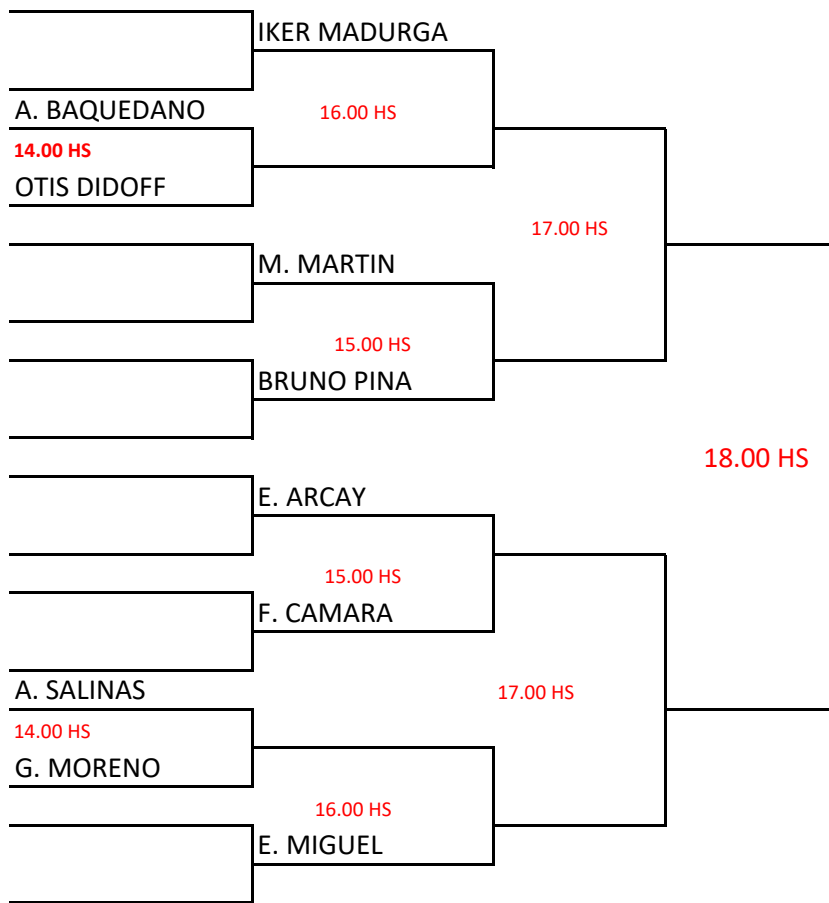 IKER MADURGA
A. BAQUEDANO
16.00 HS
14.00 HS
OTIS DIDOFF
17.00 HS
M. MARTIN
15.00 HS
BRUNO PINA
18.00 HS
E. ARCAY
15.00 HS
F. CAMARA
A. SALINAS
17.00 HS
14.00 HS
G. MORENO
16.00 HS
E. MIGUEL